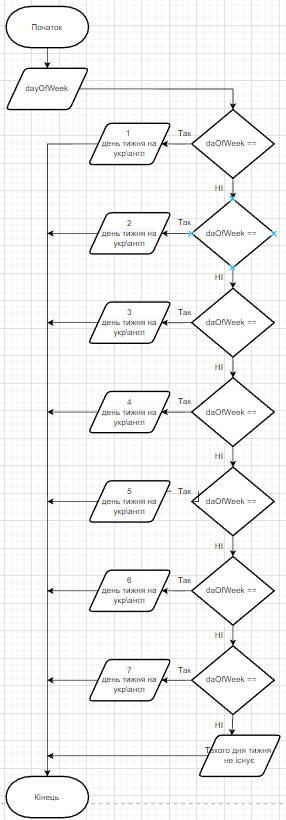 Початок
dayOfWeek
1
день тижня на
укр\англ
Так
daOfWeek ==
НІ
2
день тижня на
укр\англ
Так
daOfWeek ==
НІ
3
день тижня на
укр\англ
Так
daOfWeek ==
НІ
4
день тижня на
укр\англ
Так
daOfWeek ==
НІ
5
день тижня на
укр\англ
Так
daOfWeek ==
НІ
6
день тижня на
укр\англ
Так
daOfWeek ==
НІ
7
день тижня на
укр\англ
Так
daOfWeek ==
НІ
Такого дня тижня
не існує
Кінець